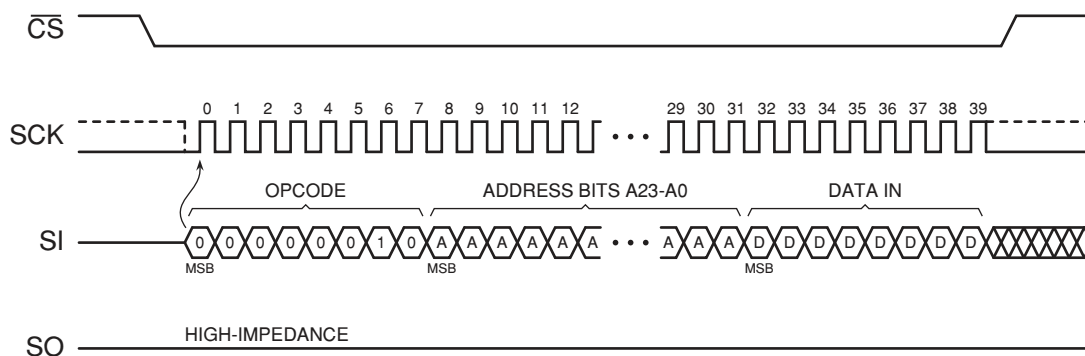 CS
0 1 2 3 4 5 6 7 8 9 10 11 12 29 30 31 32 33 34 35 36 37 38 39
SCK
OPCODE ADDRESS BITS A23-A0 DATA IN
SI 0 0 0 0 0 0 1 0 A A A A A A A A A D D D D D D D D
MSB MSB MSB
HIGH-IMPEDANCE
SO